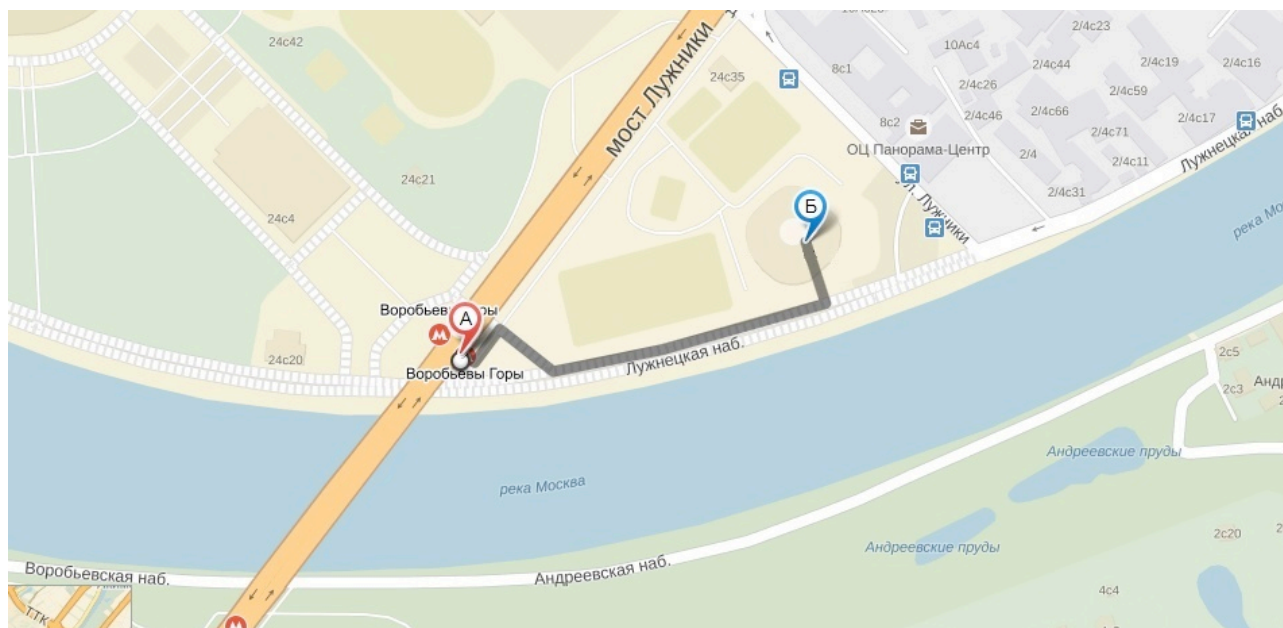 24с42
2/4с23
2/4с44
2/4с19
2/4с16
10Ас4
24с35
8с1
2/4с26
2/4с59
2/4с66
2/4с46
2/4с17
8с2
2/4с71
ОЦ Панорама-Центр
2/4
2/4с11
Лужнецкая наб
мост Лужники
24с21
2/4с31
Б
ул. Лужники
24с4
река Мо
Воробьевы Горы
А
24с20
Лужнецкая наб.
Воробьевы Горы
2с5
2с3
Анд
Андреевские пруды
река Москва
2с20
Андреевские пруды
Воробьевская наб.
Андреевская наб.
4с4
ТТК